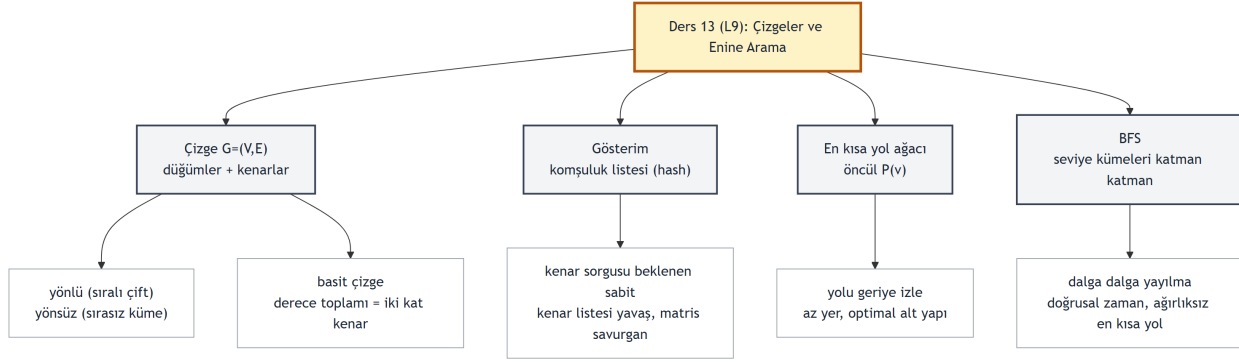 Ders 13 (L9): Çizgeler ve
Enine Arama
Çizge G=(V,E)
düğümler + kenarlar
Gösterim
komşuluk listesi (hash)
En kısa yol ağacı
öncül P(v)
BFS
seviye kümeleri katman
katman
yönlü (sıralı çift)
yönsüz (sırasız küme)
basit çizge
derece toplamı = iki kat
kenar
kenar sorgusu beklenen
sabit
kenar listesi yavaş, matris
savurgan
yolu geriye izle
az yer, optimal alt yapı
dalga dalga yayılma
doğrusal zaman, ağırlıksız
en kısa yol